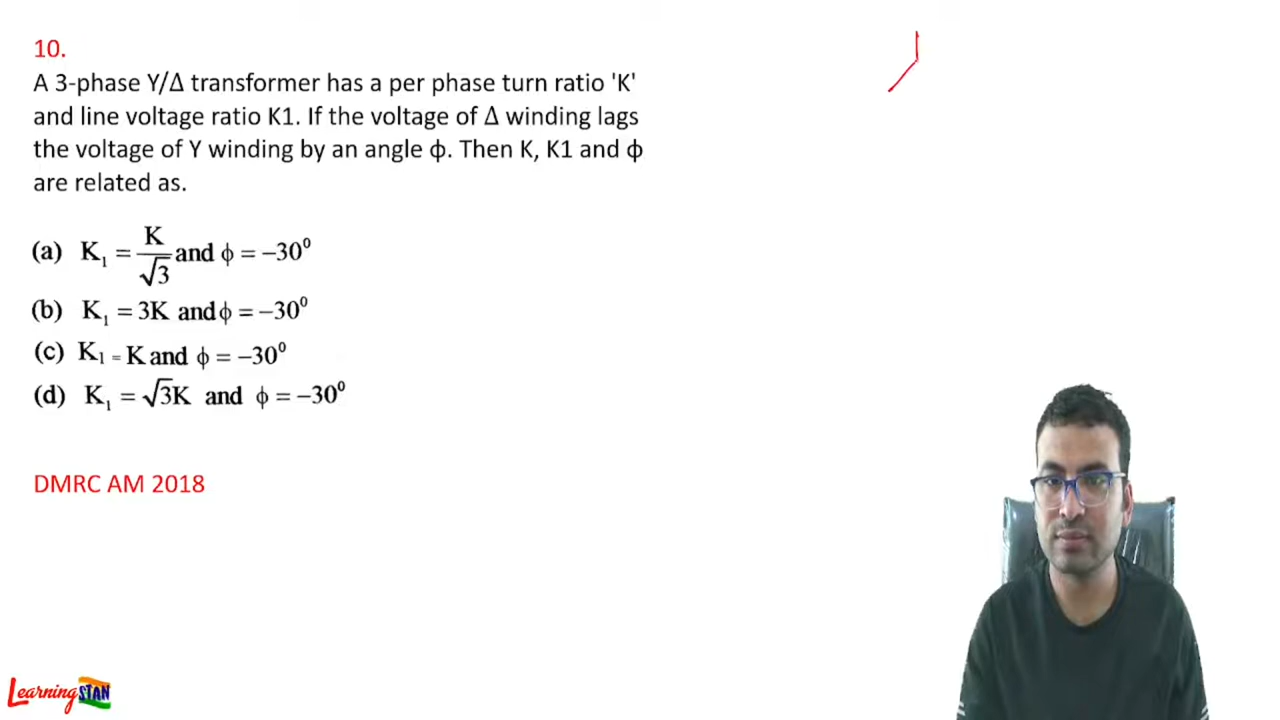 10.
A 3-phase Y/Δ transformer has a per phase turn ratio 'K'
and line voltage ratio K1. If the voltage of Δ winding lags
the voltage of Y winding by an angle ф. Then K, K1 and ф
are related as.
(a) K₁ = K/√3 and ϕ = −30⁰
(b) K₁ = 3K and ϕ = −30⁰
(c) K₁ = K and ϕ = −30⁰
(d) K₁ = √3K and ϕ = −30⁰
DMRC AM 2018
LearningSTAN